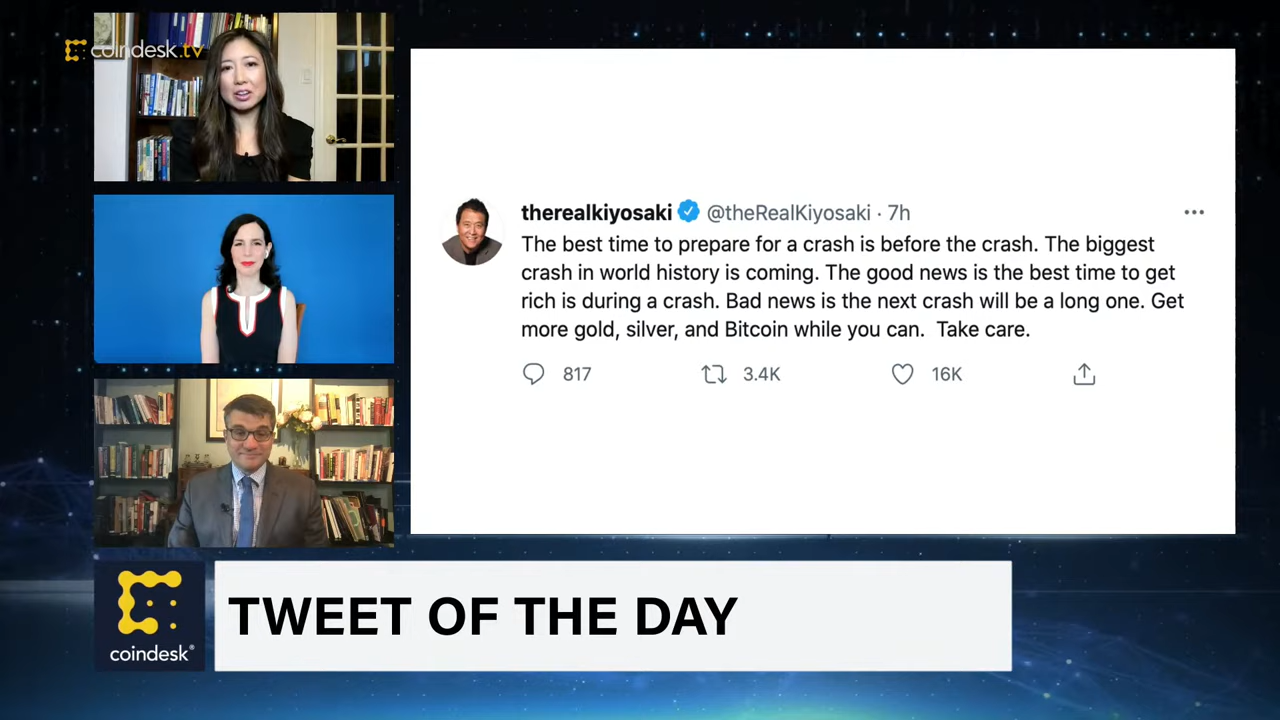 coindesk.tv
therealkiyosaki @theRealKiyosaki · 7h
The best time to prepare for a crash is before the crash. The biggest
crash in world history is coming. The good news is the best time to get
rich is during a crash. Bad news is the next crash will be a long one. Get
more gold, silver, and Bitcoin while you can.  Take care.
817 3.4K 16K
TWEET OF THE DAY
coindesk®